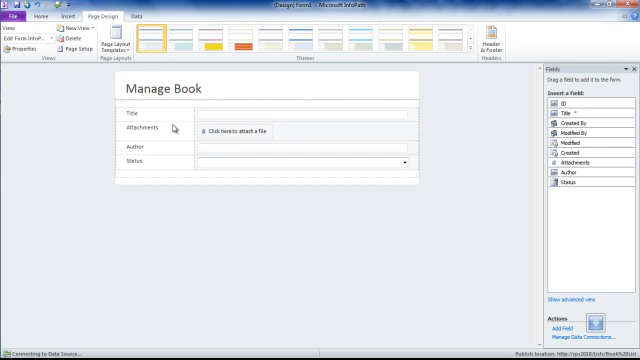 (Design) Form1 - Microsoft InfoPath
File Home Insert Page Design Data
View:
Edit Form InfoP...
Properties
New View
Delete
Page Setup
Page Layout
Templates
Header
& Footer
Views Page Layouts Themes Headers
Manage Book
Title
Attachments
Click here to attach a file
Author
Status
Fields
Drag a field to add it to the form.
Insert a Field:
ID
Title *
Created By
Modified By
Modified
Created
Attachments
Author
Status
Show advanced view
Actions
Add Field
Manage Data Connections...
Connecting to Data Source...
Publish location: http://sps2010/Lists/Book%20List